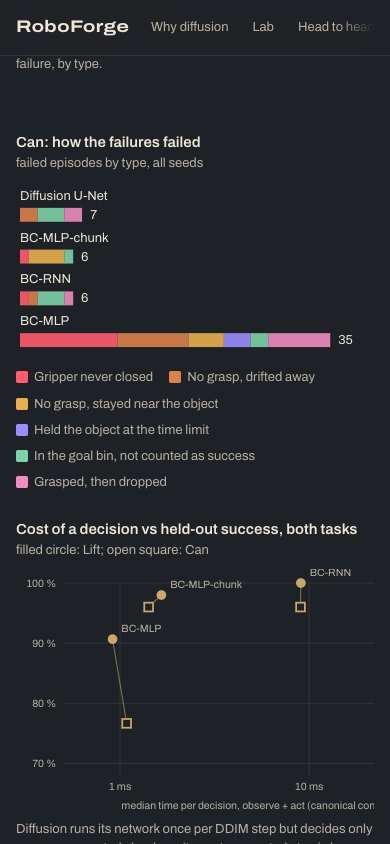 RoboForge Why diffusion Lab Head to hea
failure, by type.
Can: how the failures failed
failed episodes by type, all seeds
Diffusion U-Net
7
BC-MLP-chunk
6
BC-RNN
6
BC-MLP
35
Gripper never closed No grasp, drifted away
No grasp, stayed near the object
Held the object at the time limit
In the goal bin, not counted as success
Grasped, then dropped
Cost of a decision vs held-out success, both tasks
filled circle: Lift; open square: Can
BC-RNN
100 %
BC-MLP-chunk
BC-MLP
90 %
80 %
70 %
1 ms 10 ms
median time per decision, observe + act (canonical con
Diffusion runs its network once per DDIM step but decides only